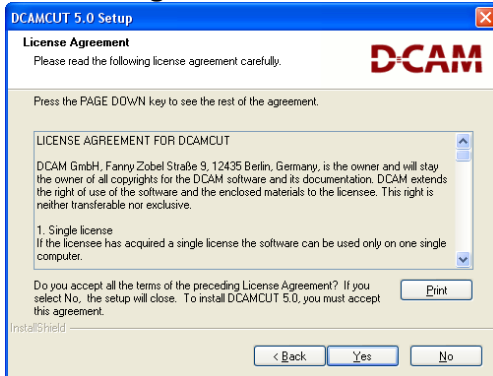 DCAMCUT 5.0 Setup
License Agreement
Please read the following license agreement carefully.
D-CAM
Press the PAGE DOWN key to see the rest of the agreement.
LICENSE AGREEMENT FOR DCAMCUT
DCAM GmbH, Fanny Zobel Straße 9, 12435 Berlin, Germany, is the owner and will stay
the owner of all copyrights for the DCAM software and its documentation. DCAM extends
the right of use of the software and the enclosed materials to the licensee. This right is
neither transferable nor exclusive.
1. Single license
If the licensee has acquired a single license the software can be used only on one single
computer.
Do you accept all the terms of the preceding License Agreement? If you
select No, the setup will close. To install DCAMCUT 5.0, you must accept
this agreement.
Print
InstallShield
< Back
Yes
No